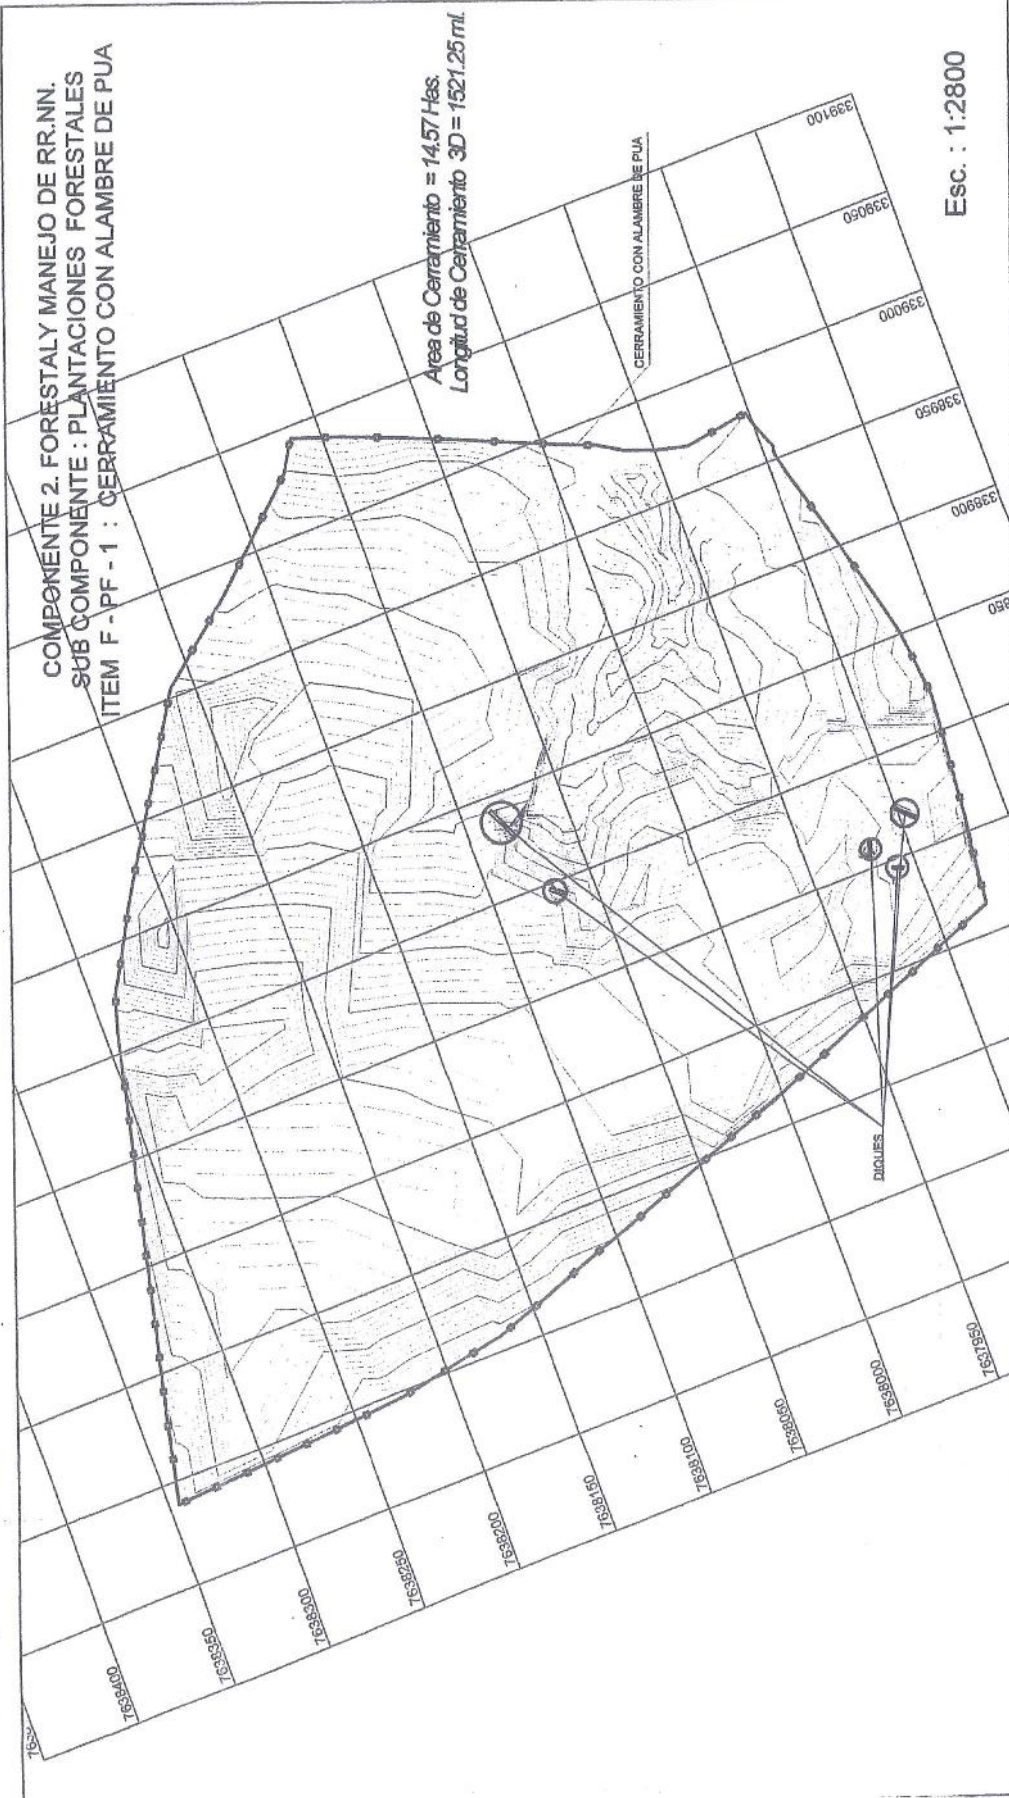 COMPONENTE 2. FORESTAL Y MANEJO DE RR.NN.
SUB COMPONENTE : PLANTACIONES FORESTALES
ITEM F - PF - 1 : CERRAMIENTO CON ALAMBRE DE PUA
Area de Cerramiento = 14.57 Has.
Longitud de Cerramiento 3D = 1521.25 ml.
CERRAMIENTO CON ALAMBRE DE PUA
DIQUES
7638400
7638350
7638300
7638250
7638200
7638150
7638100
7638050
7638000
7637950
338900
338950
339000
339050
339100
Esc. : 1:2800